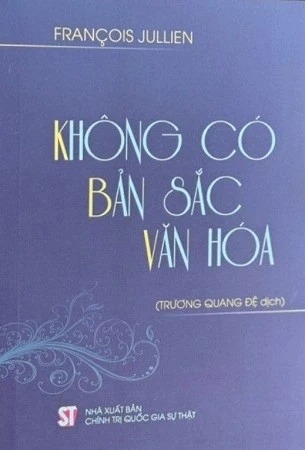 FRANÇOIS JULLIEN
KHÔNG CÓ
BẢN SẮC
VĂN HÓA
(TRƯƠNG QUANG ĐỆ dịch)
ST
NHÀ XUẤT BẢN
CHÍNH TRỊ QUỐC GIA SỰ THẬT